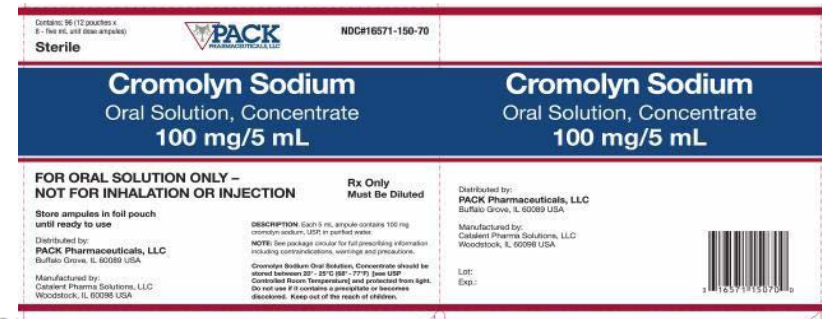 Contains: 96 (12 pouches x
8 - five mL unit dose ampules)
Sterile
PACK
PHARMACEUTICALS, LLC
NDC#16571-150-70
Cromolyn Sodium
Oral Solution, Concentrate
100 mg/5 mL
FOR ORAL SOLUTION ONLY –
NOT FOR INHALATION OR INJECTION
Rx Only
Must Be Diluted
Store ampules in foil pouch
until ready to use
Distributed by:
PACK Pharmaceuticals, LLC
Buffalo Grove, IL 60089 USA
Manufactured by:
Catalent Pharma Solutions, LLC
Woodstock, IL 60098 USA
DESCRIPTION: Each 5 mL ampule contains 100 mg
cromolyn sodium, USP, in purified water.
NOTE: See package circular for full prescribing information
including contraindications, warnings and precautions.
Cromolyn Sodium Oral Solution, Concentrate should be
stored between 20° - 25°C (68° - 77°F) [see USP
Controlled Room Temperature] and protected from light.
Do not use if it contains a precipitate or becomes
discolored. Keep out of the reach of children.
Cromolyn Sodium
Oral Solution, Concentrate
100 mg/5 mL
Distributed by:
PACK Pharmaceuticals, LLC
Buffalo Grove, IL 60089 USA
Manufactured by:
Catalent Pharma Solutions, LLC
Woodstock, IL 60098 USA
Lot:
Exp.:
3 16571 15070 0